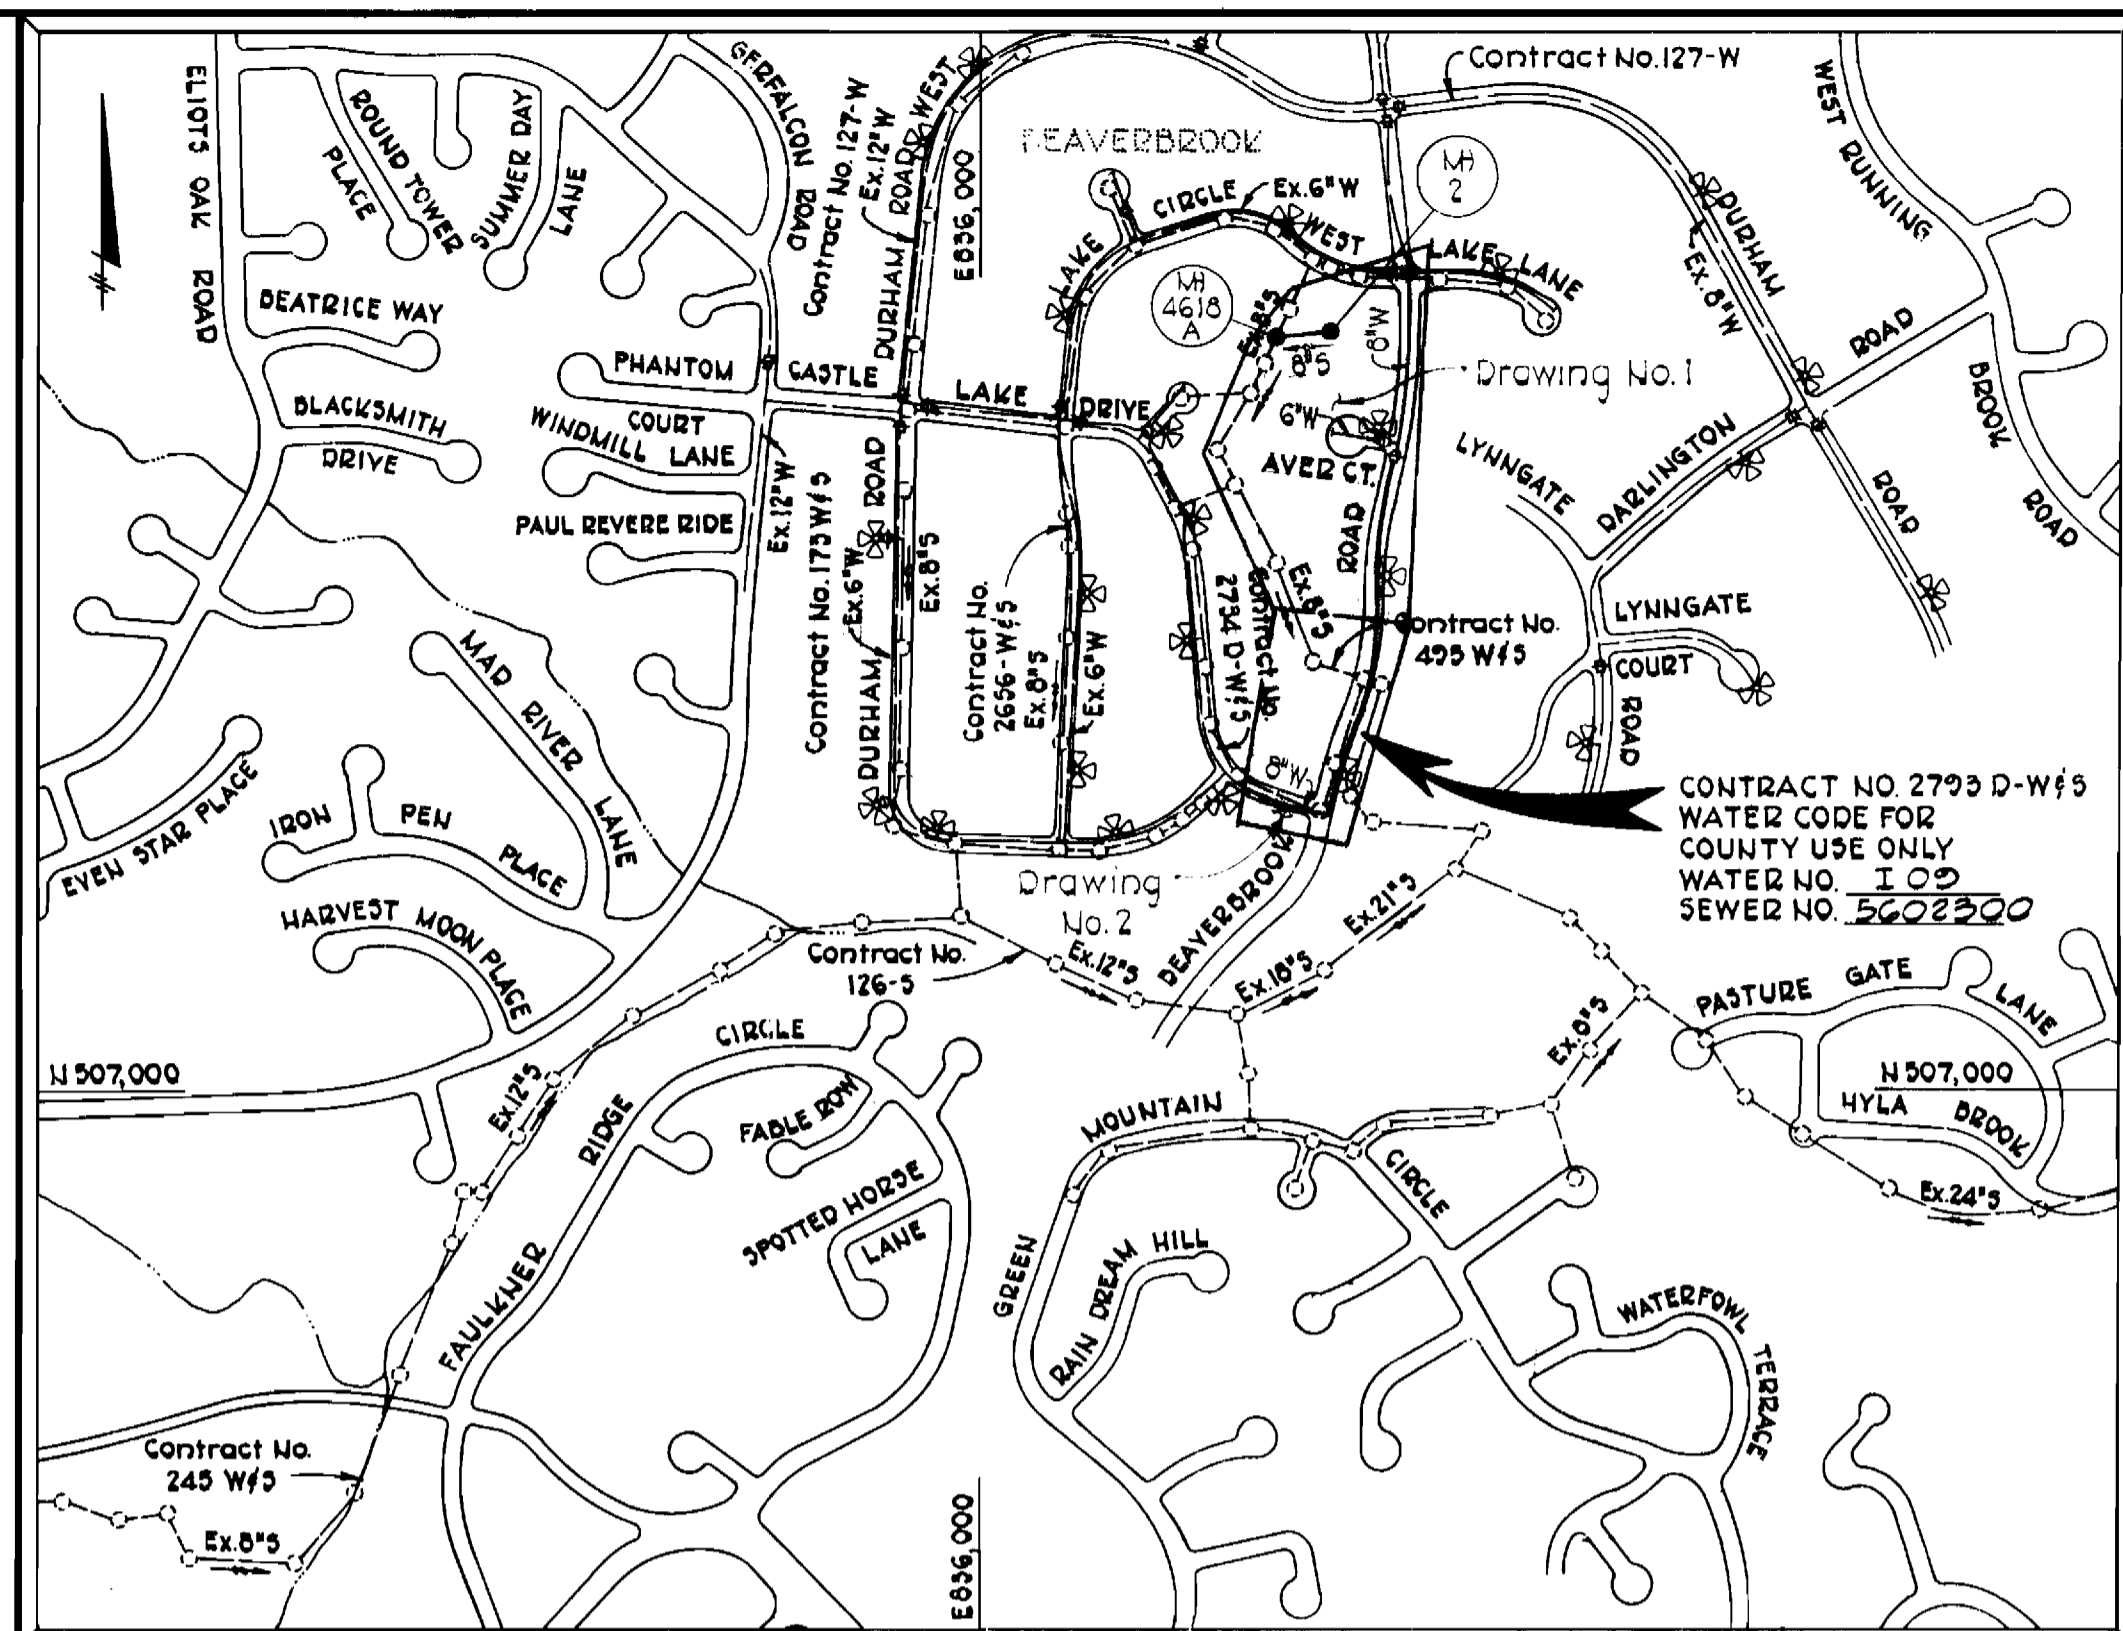 ELIOTS OAK ROAD
ROUND TOWER
PLACE
SUMMER DAY
LANE
GERFALCON ROAD
Contract No. 127-W
Ex. 12"W
DURHAM ROAD WEST
E836,000
BEAVERBROOK
Contract No. 127-W
WEST RUNNING
BROOK
ROAD
MH
2
LAKE
CIRCLE
Ex. 6"W
WEST
LAKE LANE
DURHAM
Ex. 8"W
ROAD
BEATRICE WAY
BLACKSMITH
DRIVE
PHANTOM
COURT
CASTLE
LAKE
DRIVE
WINDMILL LANE
PAUL REVERE RIDE
Ex. 12"W
MH
4618
A
Ex. 8"S
8"S
8"W
6"W
Drawing No. 1
AVER CT.
ROAD
LYNNGATE
DARLINGTON
ROAD
LYNNGATE
COURT
ROAD
Contract No. 175 W&S
Ex. 6"W
DURHAM
ROAD
Ex. 8"S
Contract No.
2656-W&S
Ex. 8"S
Ex. 6"W
Contract No.
2734 D-W&S
Ex. 8"S
Contract No.
495 W&S
8"W
MAD RIVER
LANE
EVEN STAR PLACE
IRON
PEN
PLACE
HARVEST MOON PLACE
CONTRACT NO. 2793 D-W&S
WATER CODE FOR
COUNTY USE ONLY
WATER NO. I 09
SEWER NO. 5602300
Drawing
No. 2
BEAVERBROOK
Contract No.
126-S
Ex. 12"S
Ex. 18"S
Ex. 21"S
Ex. 8"S
PASTURE GATE
LANE
N 507,000
N 507,000
HYLA BROOK
Ex. 24"S
Ex. 12"S
FAULKNER
RIDGE
CIRCLE
FABLE ROW
SPOTTED HORSE
LANE
GREEN
MOUNTAIN
CIRCLE
RAIN DREAM HILL
WATERFOWL
TERRACE
Contract No.
245 W&S
Ex. 8"S
E836,000